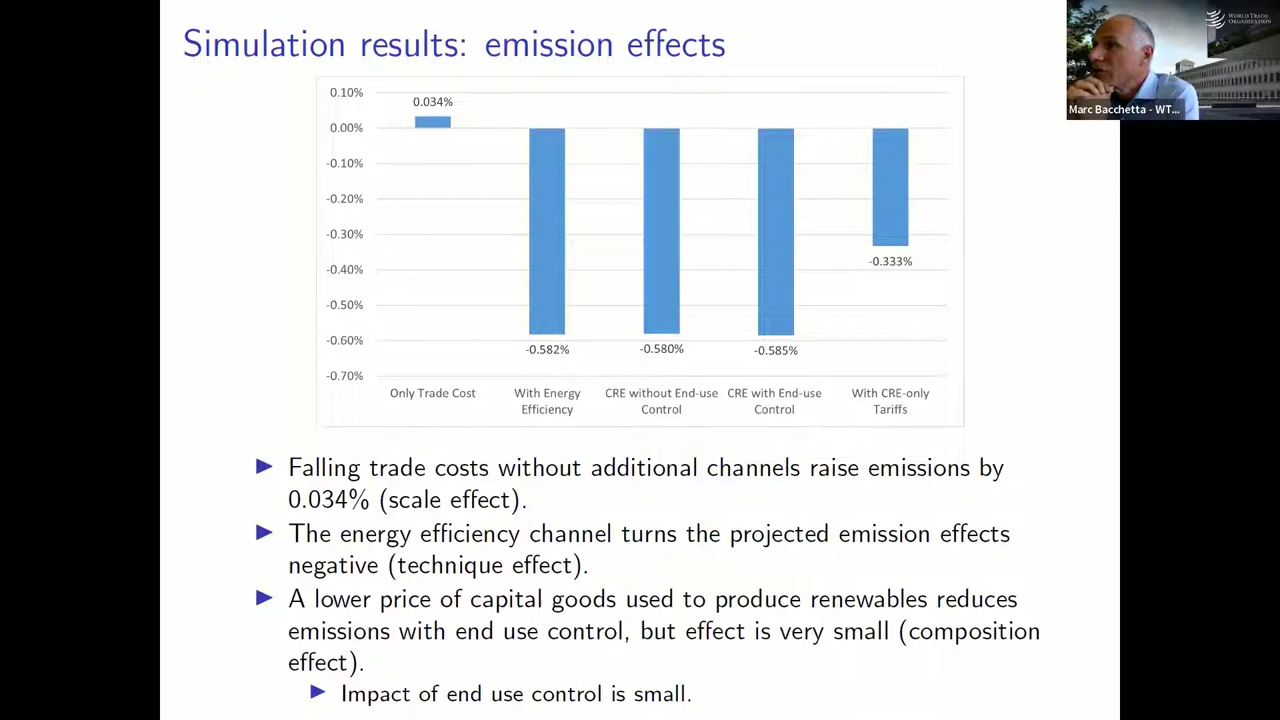 Simulation results: emission effects
WORLD TRADE
ORGANIZATION
Marc Bacchetta - WT...
0.10%
0.00%
-0.10%
-0.20%
-0.30%
-0.40%
-0.50%
-0.60%
-0.70%
0.034%
-0.582%
-0.580%
-0.585%
-0.333%
Only Trade Cost
With Energy
Efficiency
CRE without End-use
Control
CRE with End-use
Control
With CRE-only
Tariffs
Falling trade costs without additional channels raise emissions by
0.034% (scale effect).
The energy efficiency channel turns the projected emission effects
negative (technique effect).
A lower price of capital goods used to produce renewables reduces
emissions with end use control, but effect is very small (composition
effect).
Impact of end use control is small.